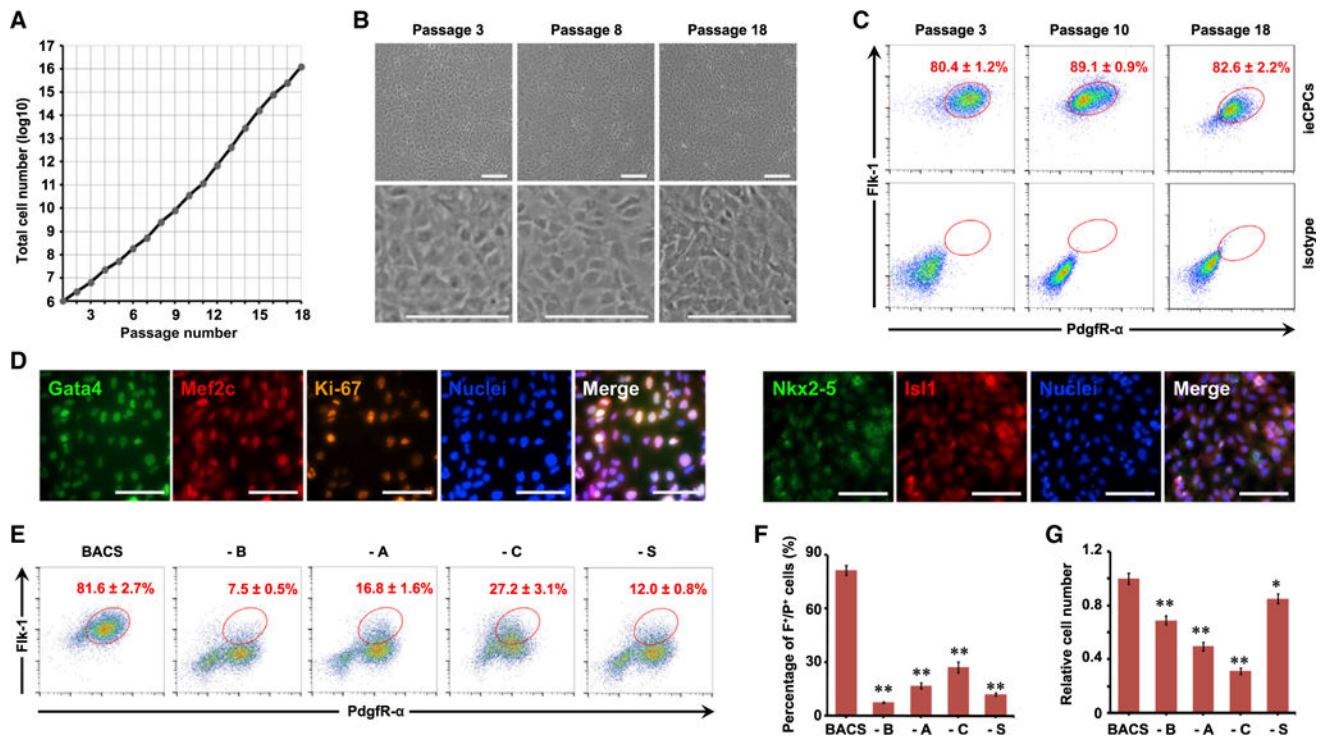 A
17
16
15
14
13
12
11
10
9
8
7
6
Total cell number (log10)
3 6 9 12 15 18
Passage number
B
Passage 3 Passage 8 Passage 18
C
Passage 3 Passage 10 Passage 18
80.4 ± 1.2% 89.1 ± 0.9% 82.6 ± 2.2%
ieCPCs
Isotype
Flk-1
PdgfR-α
D
Gata4 Mef2c Ki-67 Nuclei Merge
Nkx2-5 Isl1 Nuclei Merge
E
BACS - B - A - C - S
81.6 ± 2.7% 7.5 ± 0.5% 16.8 ± 1.6% 27.2 ± 3.1% 12.0 ± 0.8%
Flk-1
PdgfR-α
F
Percentage of F⁺/P⁺ cells (%)
90
60
30
0
** ** ** **
BACS - B - A - C - S
G
Relative cell number
1.2
0.8
0.4
0
** ** ** *
BACS - B - A - C - S